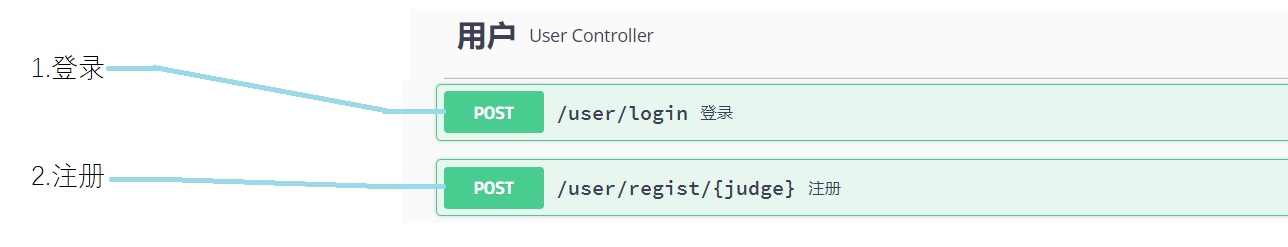 用户 User Controller
1.登录
POST /user/login 登录
2.注册
POST /user/regist/{judge} 注册